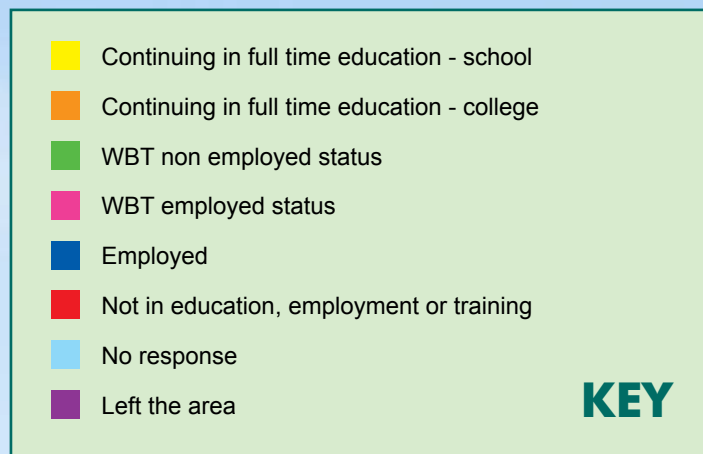 Continuing in full time education - school
Continuing in full time education - college
WBT non employed status
WBT employed status
Employed
Not in education, employment or training
No response
Left the area
KEY